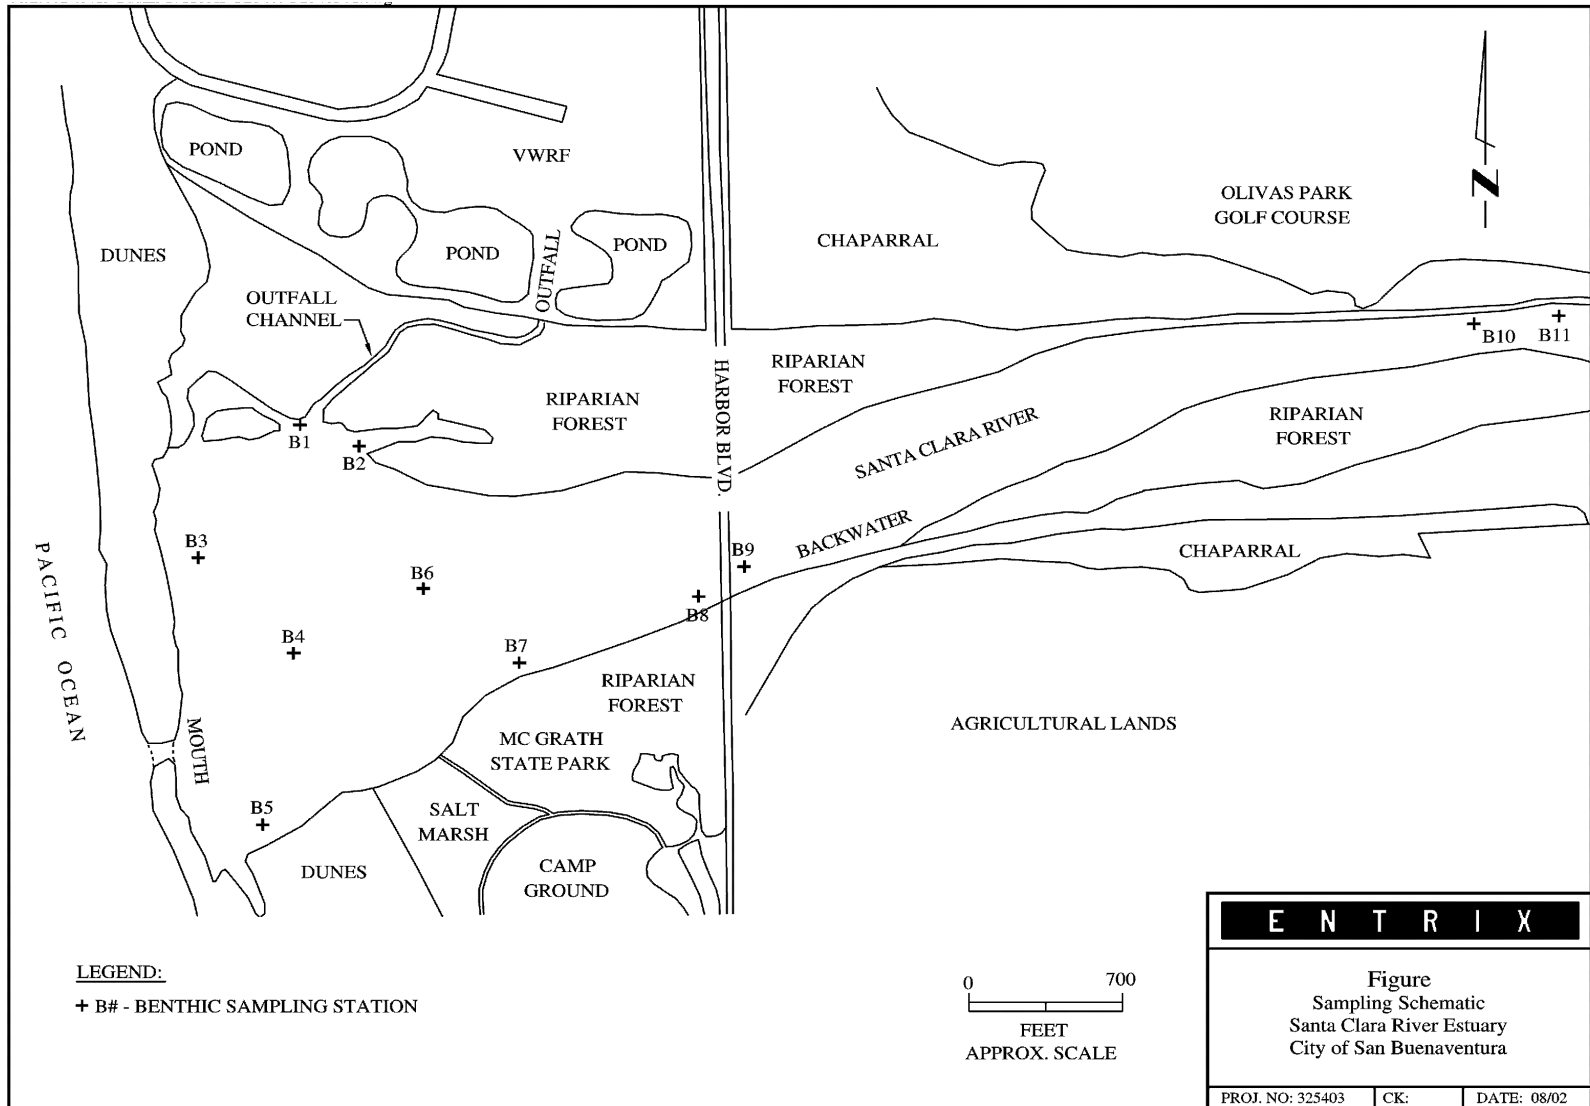 POND
VWRF
OLIVAS PARK
GOLF COURSE
CHAPARRAL
DUNES
POND
OUTFALL
POND
N
OUTFALL
CHANNEL
B10
B11
HARBOR BLVD.
RIPARIAN
FOREST
RIPARIAN
FOREST
RIPARIAN
FOREST
SANTA CLARA RIVER
B1
B2
BACKWATER
B3
B9
CHAPARRAL
PACIFIC OCEAN
B6
B8
B4
B7
RIPARIAN
FOREST
MOUTH
MC GRATH
STATE PARK
AGRICULTURAL LANDS
B5
SALT
MARSH
DUNES
CAMP
GROUND
LEGEND:
+ B# - BENTHIC SAMPLING STATION
0 700
FEET
APPROX. SCALE
ENTRIX
Figure
Sampling Schematic
Santa Clara River Estuary
City of San Buenaventura
PROJ. NO: 325403 CK: DATE: 08/02